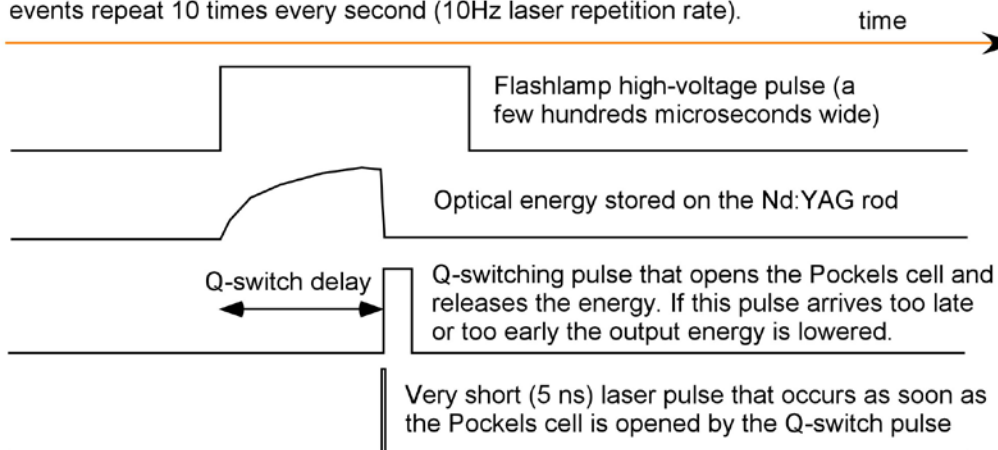 events repeat 10 times every second (10Hz laser repetition rate).
time
Flashlamp high-voltage pulse (a
few hundreds microseconds wide)
Optical energy stored on the Nd:YAG rod
Q-switch delay
Q-switching pulse that opens the Pockels cell and
releases the energy. If this pulse arrives too late
or too early the output energy is lowered.
Very short (5 ns) laser pulse that occurs as soon as
the Pockels cell is opened by the Q-switch pulse